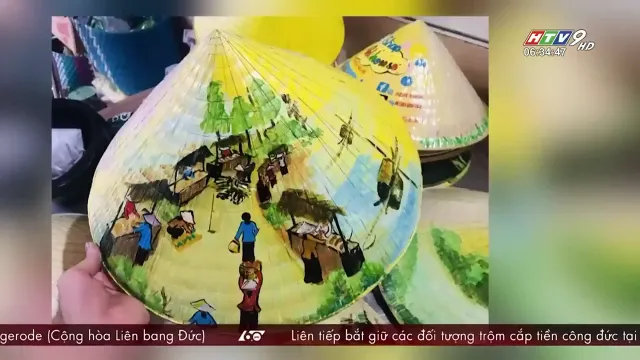 HTV9 HD
06:34:47
gerode (Cộng hòa Liên bang Đức)
60
Liên tiếp bắt giữ các đối tượng trộm cắp tiền công đức tại